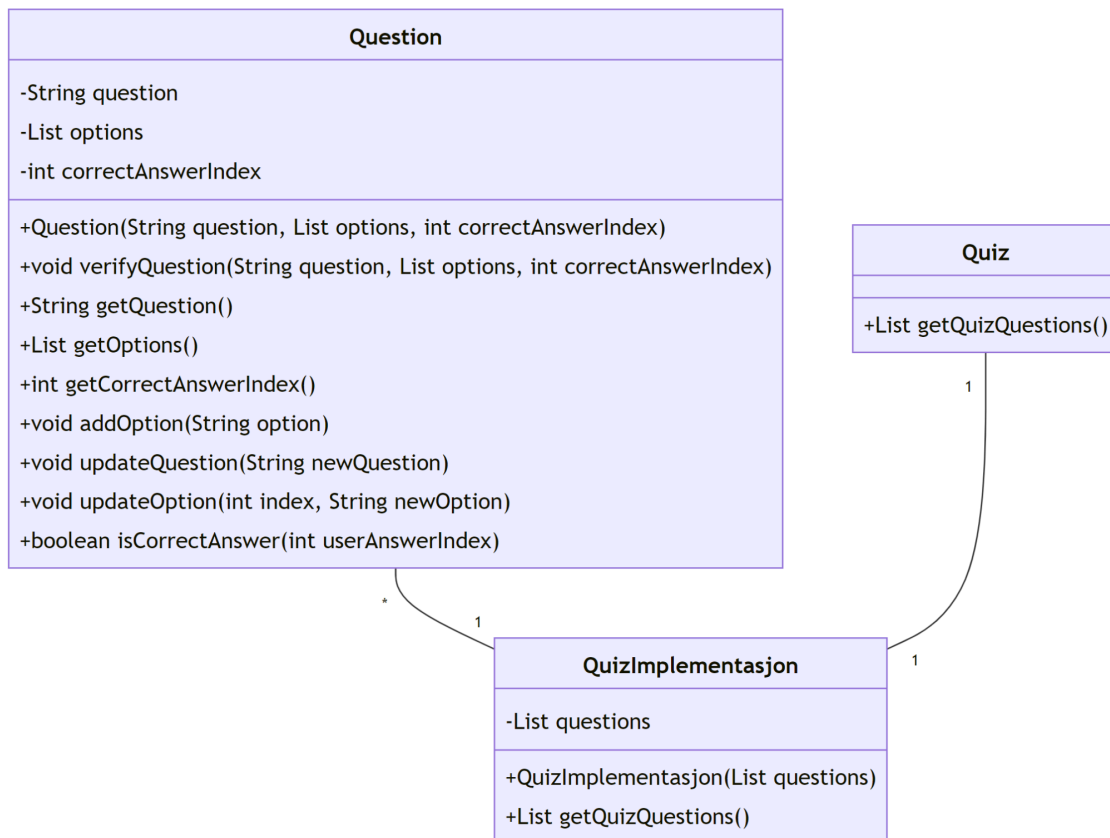 Question
-String question
-List options
-int correctAnswerIndex
+Question(String question, List options, int correctAnswerIndex)
+void verifyQuestion(String question, List options, int correctAnswerIndex)
+String getQuestion()
+List getOptions()
+int getCorrectAnswerIndex()
+void addOption(String option)
+void updateQuestion(String newQuestion)
+void updateOption(int index, String newOption)
+boolean isCorrectAnswer(int userAnswerIndex)
Quiz
+List getQuizQuestions()
1
*
1
1
QuizImplementasjon
-List questions
+QuizImplementasjon(List questions)
+List getQuizQuestions()